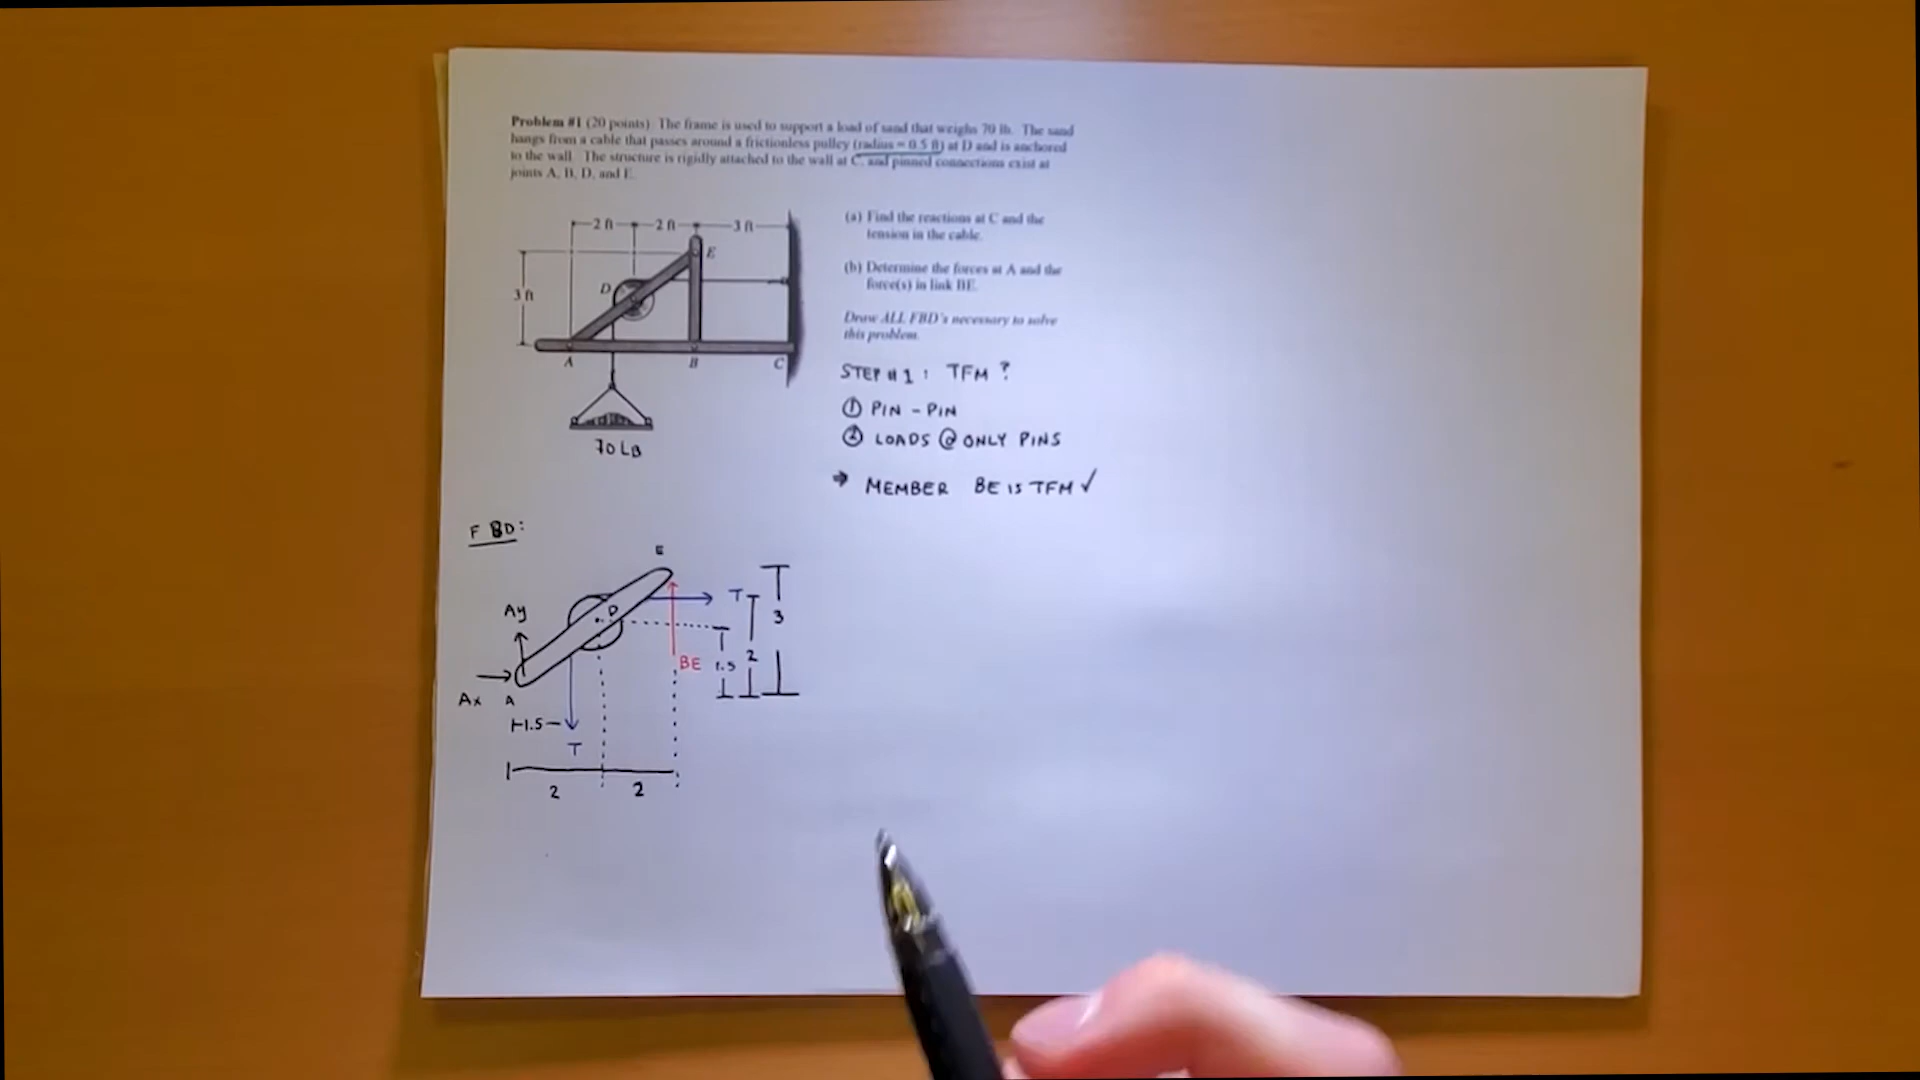 Problem #1 (20 points) The frame is used to support a load of sand that weighs 70 lb. The sand
hangs from a cable that passes around a frictionless pulley (radius = 0.5 ft) at D and is anchored
to the wall. The structure is rigidly attached to the wall at C, and pinned connections exist at
joints A, B, D, and E.
2 ft 2 ft 3 ft
E
D
3 ft
A B C
70 LB
(a) Find the reactions at C and the
tension in the cable.
(b) Determine the forces at A and the
force(s) in link BE.
Draw ALL FBD's necessary to solve
this problem.
STEP #1: TFM ?
① PIN - PIN
② LOADS @ ONLY PINS
→ MEMBER BE IS TFM ✓
FBD:
E
Ay
D
T
3
BE 1.5 2
Ax A
1.5
T
2 2